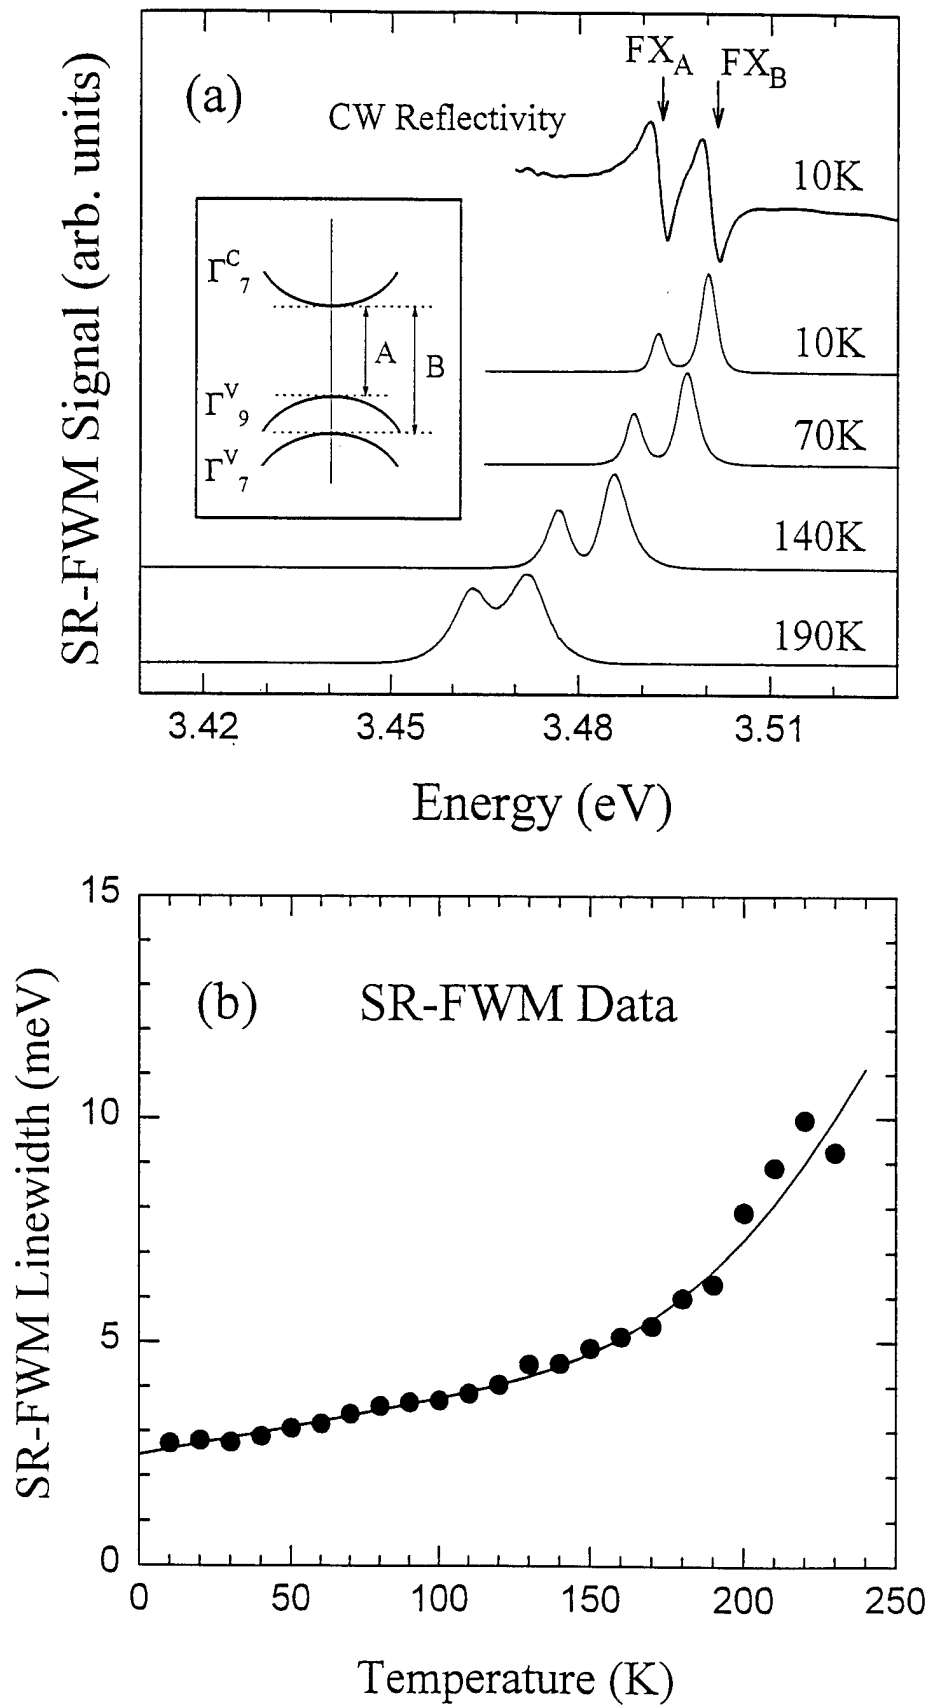 SR-FWM Signal (arb. units)
(a)
FX_A
FX_B
CW Reflectivity
10K
Γ^C_7
A
B
Γ^V_9
Γ^V_7
10K
70K
140K
190K
3.42 3.45 3.48 3.51
Energy (eV)
SR-FWM Linewidth (meV)
15
(b) SR-FWM Data
10
5
0
0 50 100 150 200 250
Temperature (K)